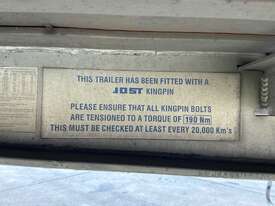 THIS TRAILER HAS BEEN FITTED WITH A
JOST KINGPIN
PLEASE ENSURE THAT ALL KINGPIN BOLTS
ARE TENSIONED TO A TORQUE OF 190 Nm
THIS MUST BE CHECKED AT LEAST EVERY 20,000 Km's